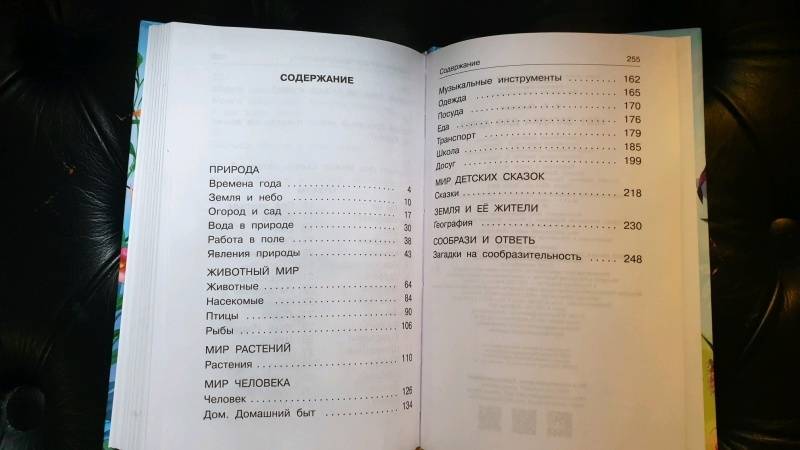 СОДЕРЖАНИЕ
ПРИРОДА
Времена года 4
Земля и небо 10
Огород и сад 17
Вода в природе 30
Работа в поле 38
Явления природы 43
ЖИВОТНЫЙ МИР
Животные 64
Насекомые 84
Птицы 90
Рыбы 106
МИР РАСТЕНИЙ
Растения 110
МИР ЧЕЛОВЕКА
Человек 126
Дом. Домашний быт 134
Содержание 255
Музыкальные инструменты 162
Одежда 165
Посуда 170
Еда 176
Транспорт 179
Школа 185
Досуг 199
МИР ДЕТСКИХ СКАЗОК
Сказки 218
ЗЕМЛЯ И ЕЁ ЖИТЕЛИ
География 230
СООБРАЗИ И ОТВЕТЬ
Загадки на сообразительность 248